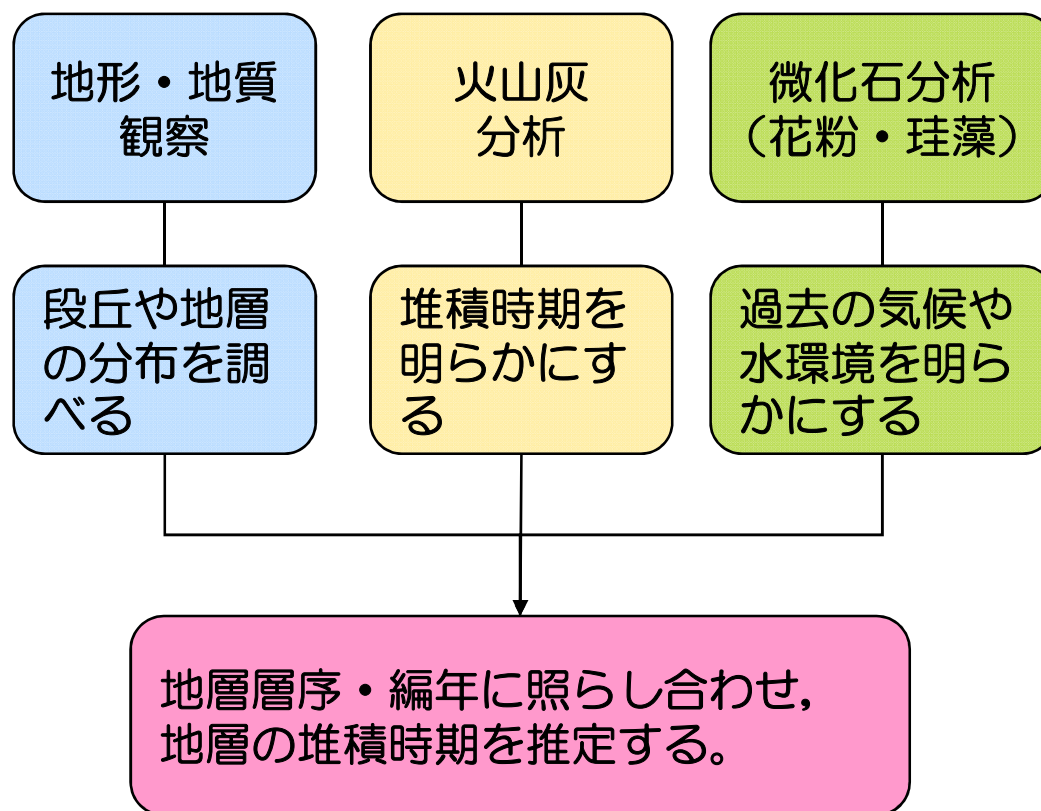 地形・地質
観察
火山灰
分析
微化石分析
(花粉・珪藻)
段丘や地層
の分布を調
べる
堆積時期を
明らかにす
る
過去の気候や
水環境を明ら
かにする
地層層序・編年に照らし合わせ,
地層の堆積時期を推定する。